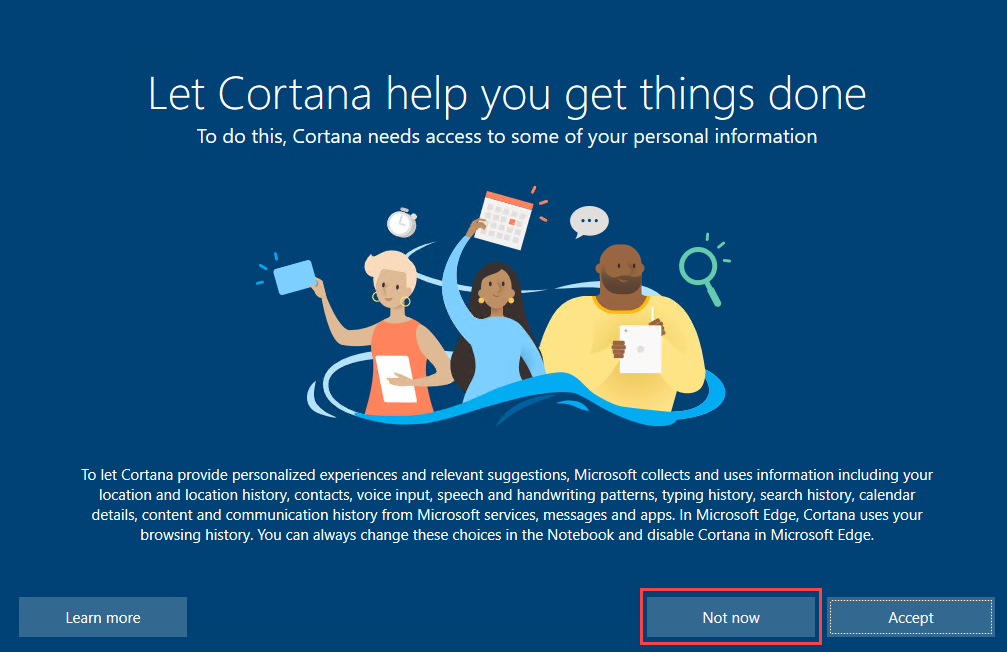 Let Cortana help you get things done
To do this, Cortana needs access to some of your personal information
To let Cortana provide personalized experiences and relevant suggestions, Microsoft collects and uses information including your
location and location history, contacts, voice input, speech and handwriting patterns, typing history, search history, calendar
details, content and communication history from Microsoft services, messages and apps. In Microsoft Edge, Cortana uses your
browsing history. You can always change these choices in the Notebook and disable Cortana in Microsoft Edge.
Learn more
Not now
Accept